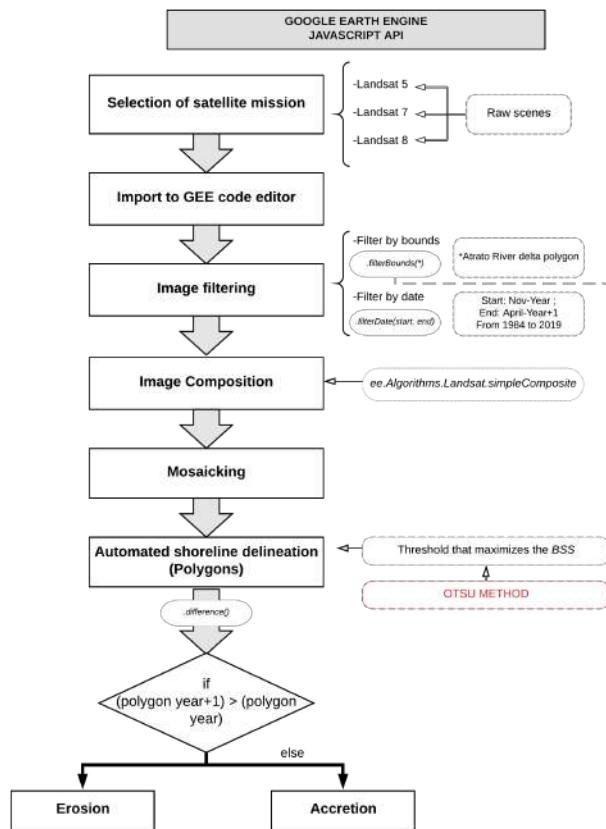 GOOGLE EARTH ENGINE
JAVASCRIPT API
Selection of satellite mission
-Landsat 5
-Landsat 7
-Landsat 8
Raw scenes
Import to GEE code editor
Image filtering
-Filter by bounds
.filterBounds(*)
*Atrato River delta polygon
-Filter by date
.filterDate(start, end)
Start: Nov-Year ;
End: April-Year+1
From 1984 to 2019
Image Composition
ee.Algorithms.Landsat.simpleComposite
Mosaicking
Automated shoreline delineation
(Polygons)
Threshold that maximizes the BSS
OTSU METHOD
.difference()
if
(polygon year+1) > (polygon
year)
else
Erosion
Accretion